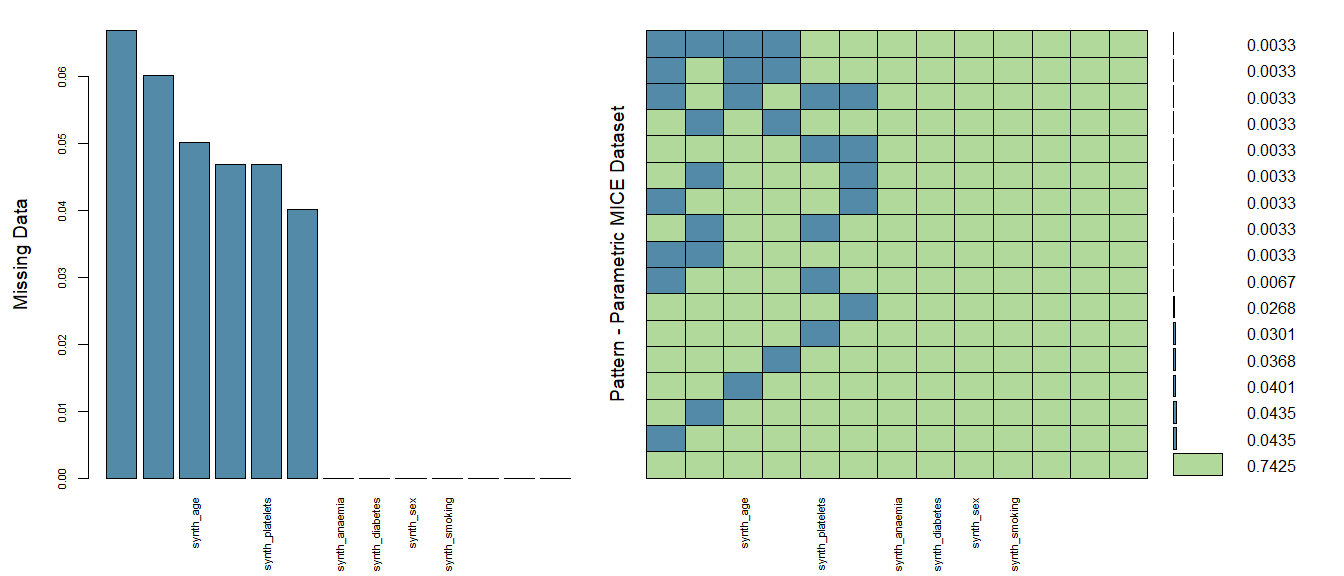 Missing Data
0.06
0.05
0.04
0.03
0.02
0.01
0.00
synth_age
synth_platelets
synth_anaemia
synth_diabetes
synth_sex
synth_smoking
Pattern - Parametric MICE Dataset
0.0033
0.0033
0.0033
0.0033
0.0033
0.0033
0.0033
0.0033
0.0033
0.0067
0.0268
0.0301
0.0368
0.0401
0.0435
0.0435
0.7425
synth_age
synth_platelets
synth_anaemia
synth_diabetes
synth_sex
synth_smoking